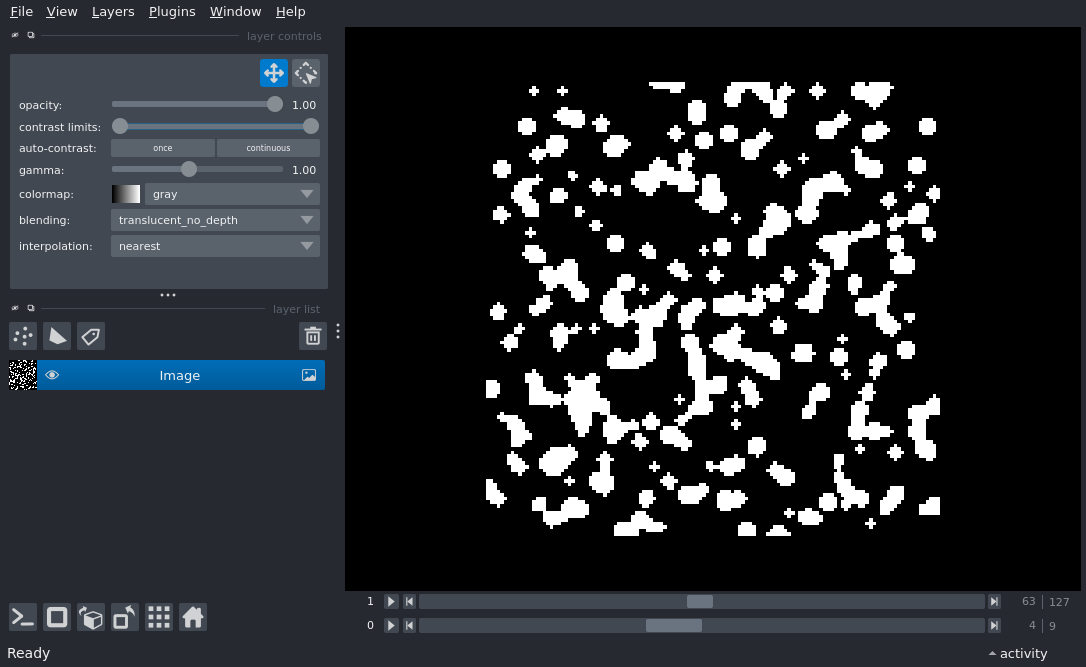 File View Layers Plugins Window Help
layer controls
opacity: 1.00
contrast limits:
auto-contrast: once continuous
gamma: 1.00
colormap: gray
blending: translucent_no_depth
interpolation: nearest
layer list
Image
1 63 127
0 4 9
Ready activity